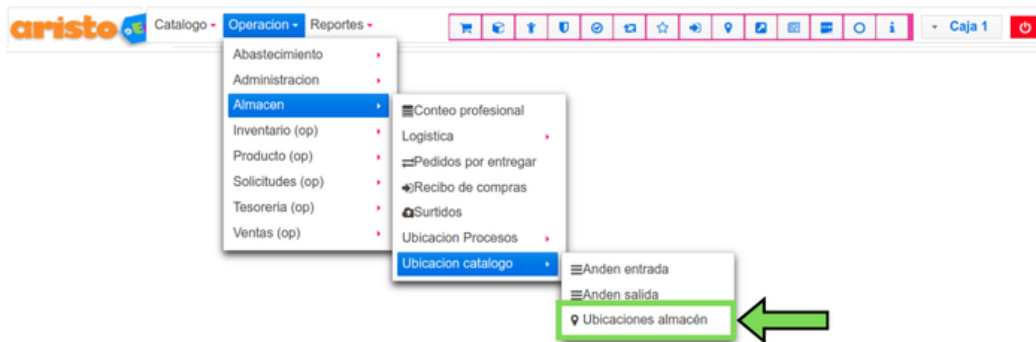 aristo
Catalogo Operacion Reportes Caja 1
Abastecimiento
Administracion
Almacen
Inventario (op)
Producto (op)
Solicitudes (op)
Tesoreria (op)
Ventas (op)
Conteo profesional
Logistica
Pedidos por entregar
Recibo de compras
Surtidos
Ubicacion Procesos
Ubicacion catalogo
Anden entrada
Anden salida
Ubicaciones almacén